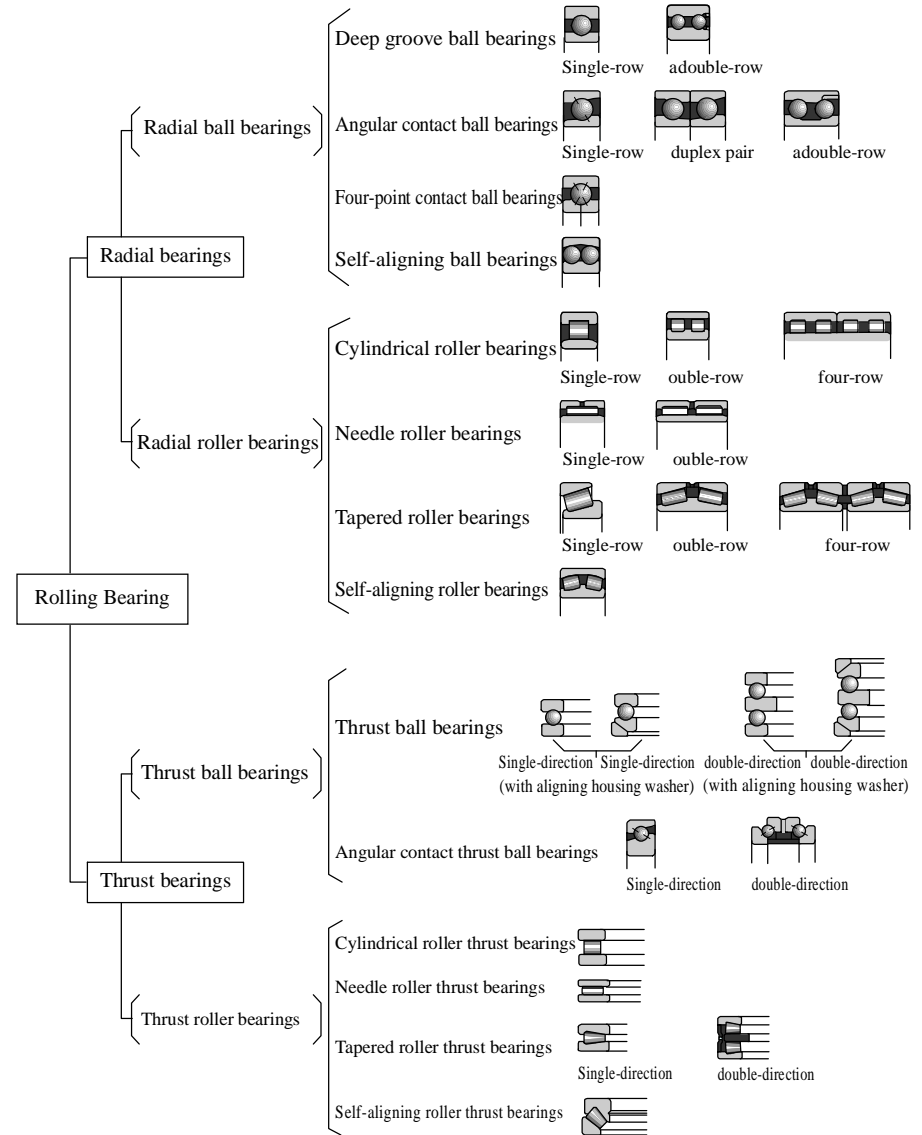 Deep groove ball bearings
Single-row adouble-row
Radial ball bearings
Angular contact ball bearings
Single-row duplex pair adouble-row
Four-point contact ball bearings
Radial bearings
Self-aligning ball bearings
Cylindrical roller bearings
Single-row ouble-row four-row
Radial roller bearings
Needle roller bearings
Single-row ouble-row
Tapered roller bearings
Single-row ouble-row four-row
Self-aligning roller bearings
Rolling Bearing
Thrust ball bearings
Single-direction Single-direction double-direction double-direction
(with aligning housing washer) (with aligning housing washer)
Thrust ball bearings
Angular contact thrust ball bearings
Single-direction double-direction
Thrust bearings
Cylindrical roller thrust bearings
Needle roller thrust bearings
Thrust roller bearings
Tapered roller thrust bearings
Single-direction double-direction
Self-aligning roller thrust bearings